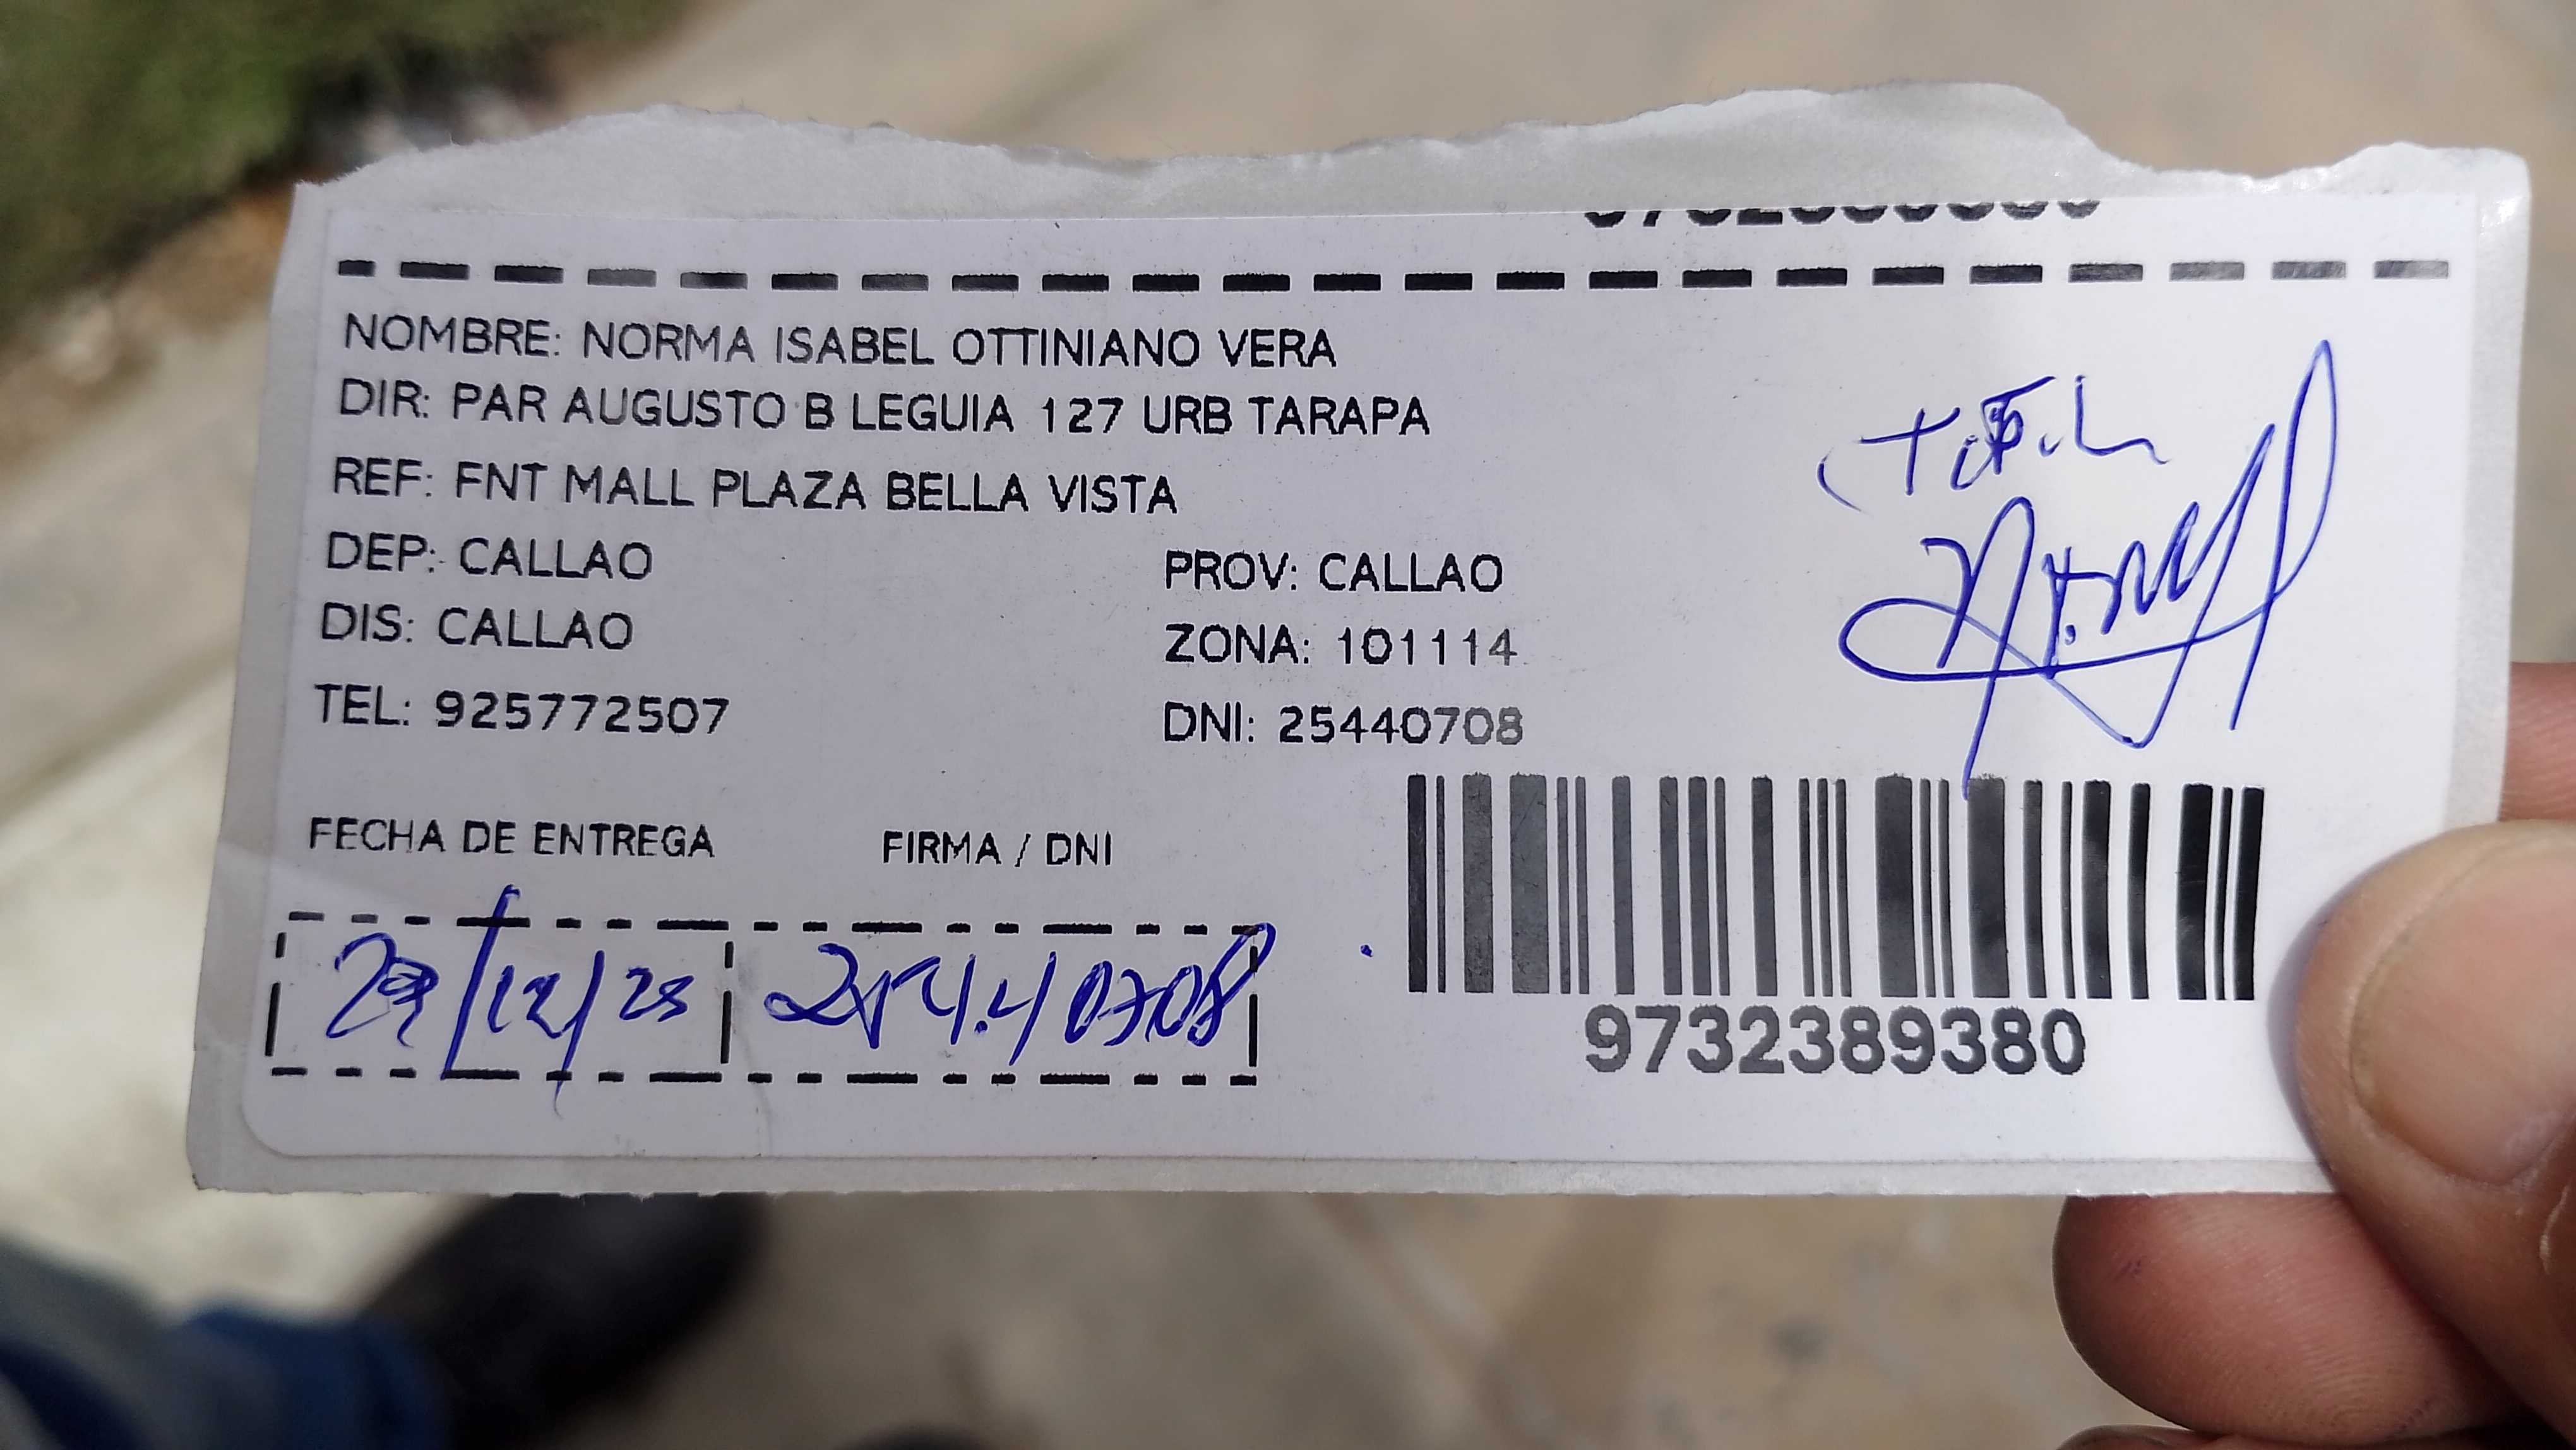 NOMBRE: NORMA ISABEL OTTINIANO VERA
DIR: PAR AUGUSTO B LEGUIA 127 URB TARAPA
REF: FNT MALL PLAZA BELLA VISTA
DEP: CALLAO
PROV: CALLAO
DIS: CALLAO
ZONA: 101114
TEL: 925772507
DNI: 25440708
FECHA DE ENTREGA
FIRMA / DNI
25440708
9732389380